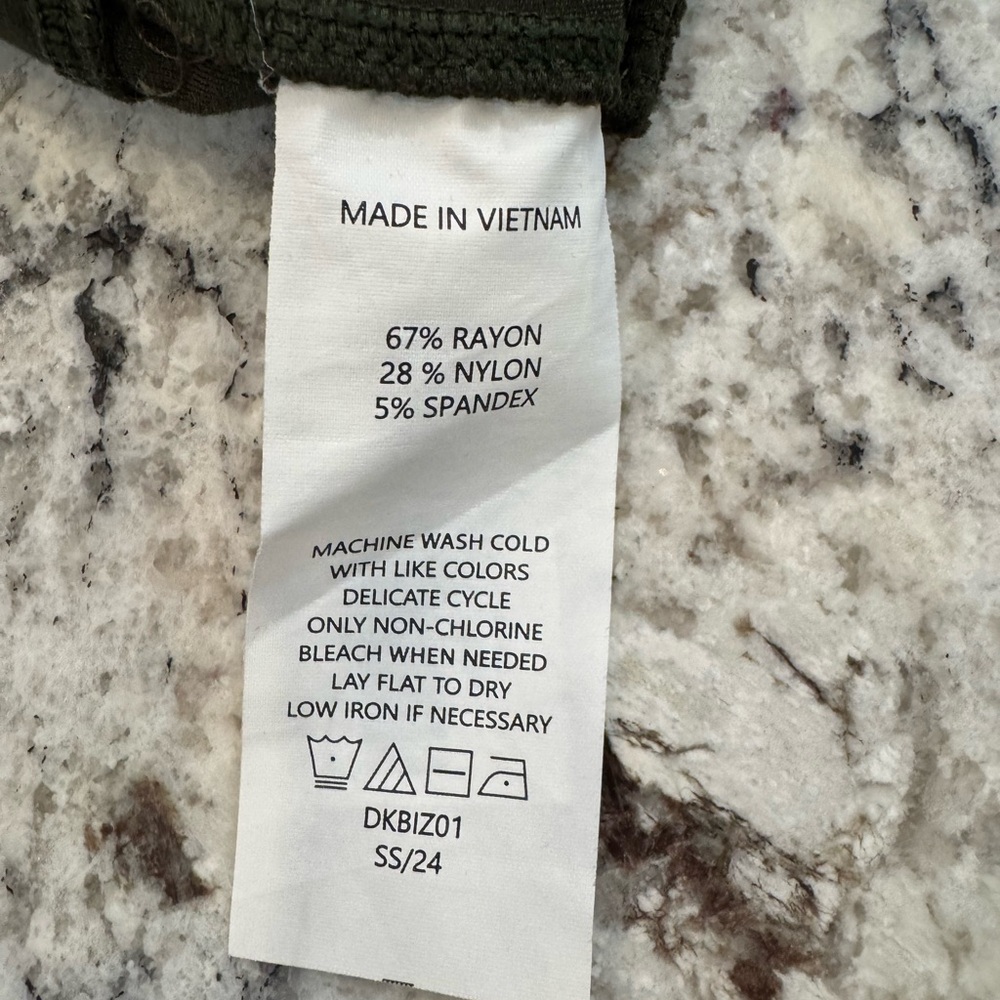 MADE IN VIETNAM
67% RAYON
28 % NYLON
5% SPANDEX
MACHINE WASH COLD
WITH LIKE COLORS
DELICATE CYCLE
ONLY NON-CHLORINE
BLEACH WHEN NEEDED
LAY FLAT TO DRY
LOW IRON IF NECESSARY
DKBIZ01
SS/24